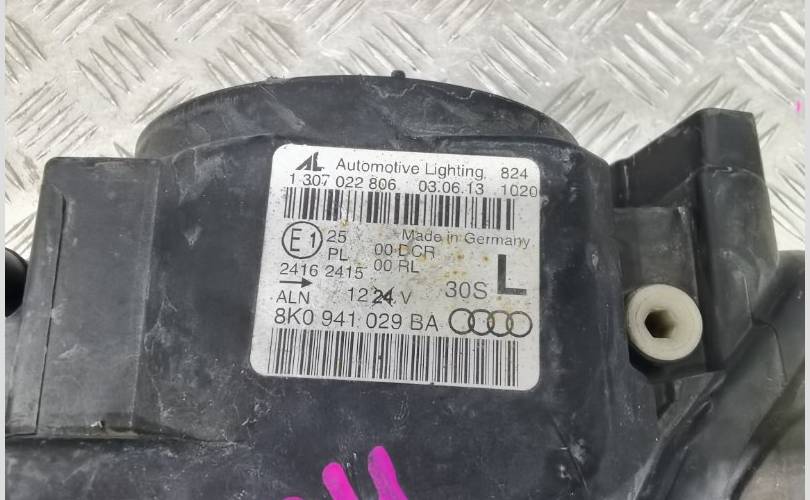 AL Automotive Lighting 824
1 307 022 806 03.06.13 1020
E1 25 Made in Germany
PL 00 DCR
2416 2415 00 RL L
→ 30S
ALN 12 24 V
8K0 941 029 BA